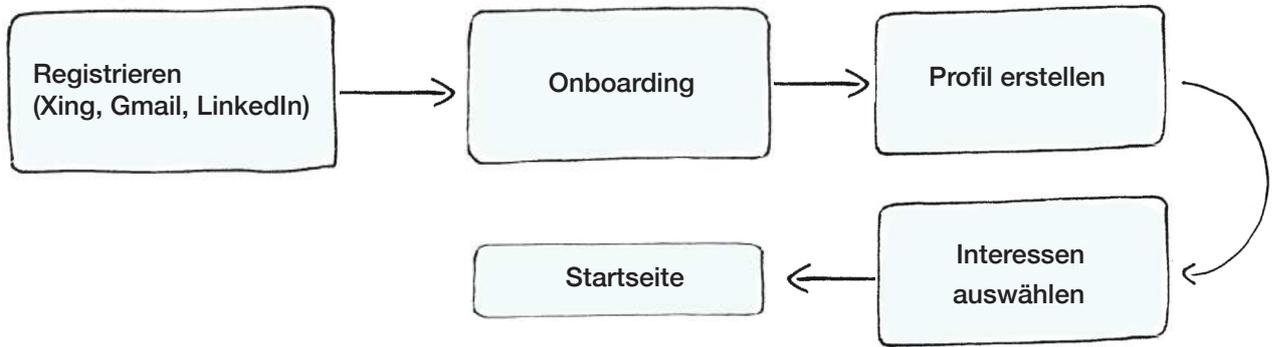 Registrieren
(Xing, Gmail, LinkedIn)
Onboarding
Profil erstellen
Interessen
auswählen
Startseite